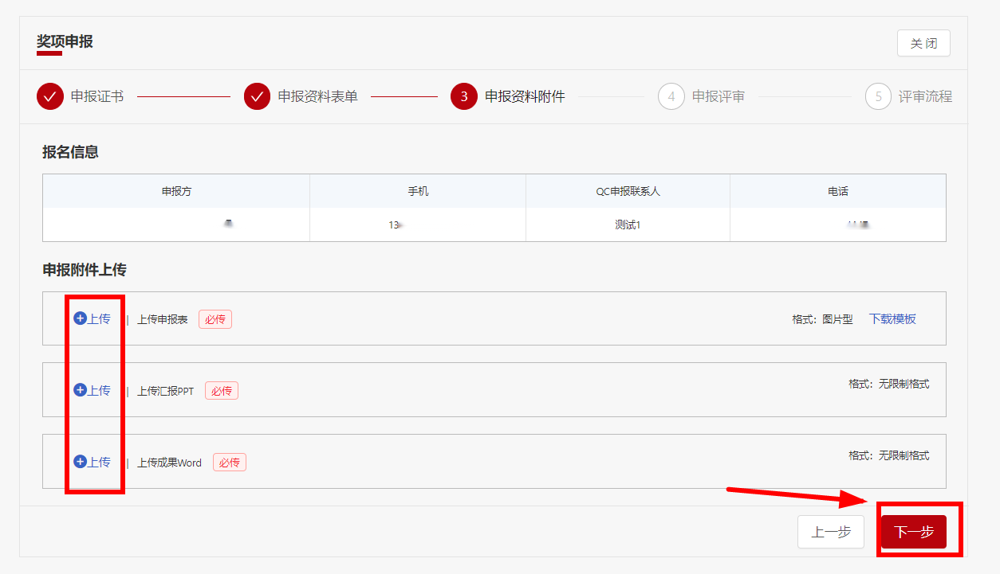 奖项申报
关 闭
申报证书
申报资料表单
3 申报资料附件
4 申报评审
5 评审流程
报名信息
申报方 手机 QC申报联系人 电话
13 测试1
申报附件上传
上传 | 上传申报表 必传 格式：图片型 下载模板
上传 | 上传汇报PPT 必传 格式：无限制格式
上传 | 上传成果Word 必传 格式：无限制格式
上一步 下一步